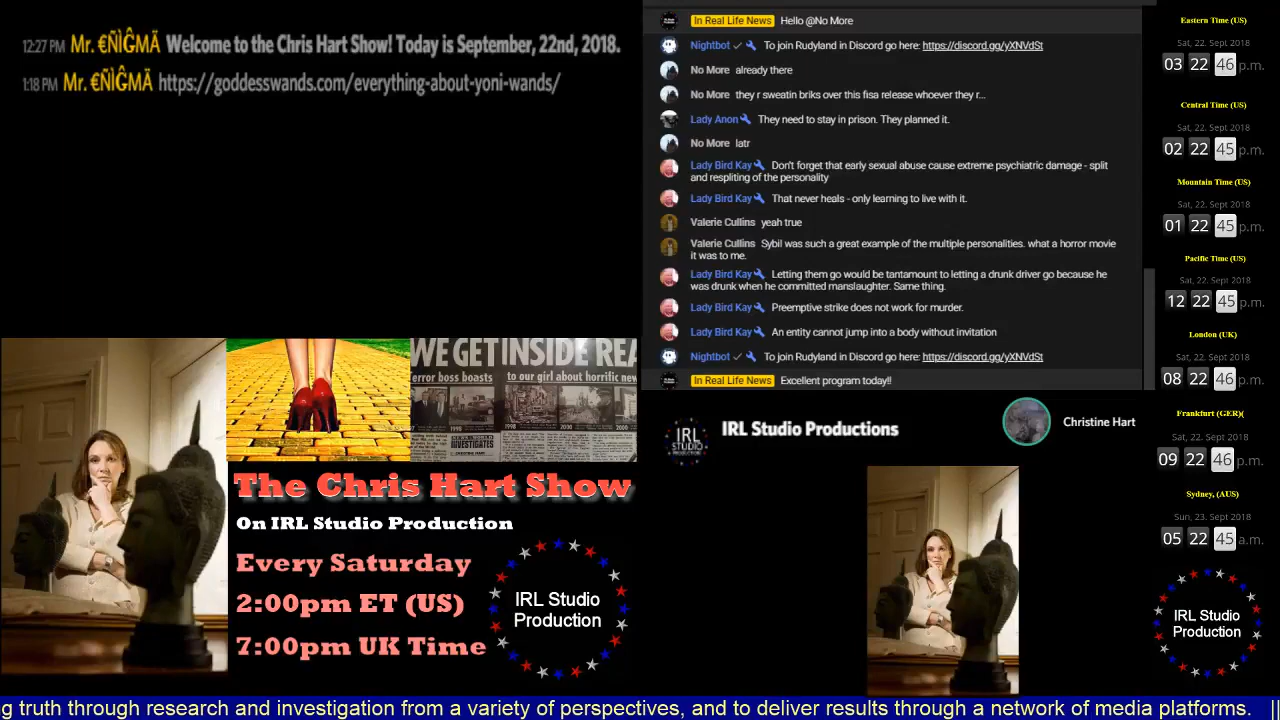 12:27 PM Mr. €ÑÌĜMÄ Welcome to the Chris Hart Show! Today is September, 22nd, 2018.
1:18 PM Mr. €ÑÌĜMÄ https://goddesswands.com/everything-about-yoni-wands/
In Real Life News Hello @No More
Nightbot To join Rudyland in Discord go here: https://discord.gg/yXNVdSt
No More already there
No More they r sweatin briks over this fisa release whoever they r...
Lady Anon They need to stay in prison. They planned it.
No More latr
Lady Bird Kay Don't forget that early sexual abuse cause extreme psychiatric damage - split
and respliting of the personality
Lady Bird Kay That never heals - only learning to live with it.
Valerie Cullins yeah true
Valerie Cullins Sybil was such a great example of the multiple personalities. what a horror movie
it was to me.
Lady Bird Kay Letting them go would be tantamount to letting a drunk driver go because he
was drunk when he committed manslaughter. Same thing.
Lady Bird Kay Preemptive strike does not work for murder.
Lady Bird Kay An entity cannot jump into a body without invitation
Nightbot To join Rudyland in Discord go here: https://discord.gg/yXNVdSt
In Real Life News Excellent program today!!
Eastern Time (US)
Sat, 22. Sept 2018
03 22 46 p.m.
Central Time (US)
Sat, 22. Sept 2018
02 22 45 p.m.
Mountain Time (US)
Sat, 22. Sept 2018
01 22 45 p.m.
Pacific Time (US)
Sat, 22. Sept 2018
12 22 45 p.m.
London (UK)
Sat, 22. Sept 2018
08 22 46 p.m.
Frankfurt (GER)(
Sat, 22. Sept 2018
09 22 46 p.m.
Sydney, (AUS)
Sun, 23. Sept 2018
05 22 45 a.m.
WE GET INSIDE REA
error boss boasts
to our girl about horrific new
1998
2000
The Chris Hart Show
On IRL Studio Production
Every Saturday
2:00pm ET (US)
7:00pm UK Time
IRL Studio
Production
IRL
STUDIO
IRL Studio Productions
Christine Hart
IRL Studio
Production
g truth through research and investigation from a variety of perspectives, and to deliver results through a network of media platforms. |